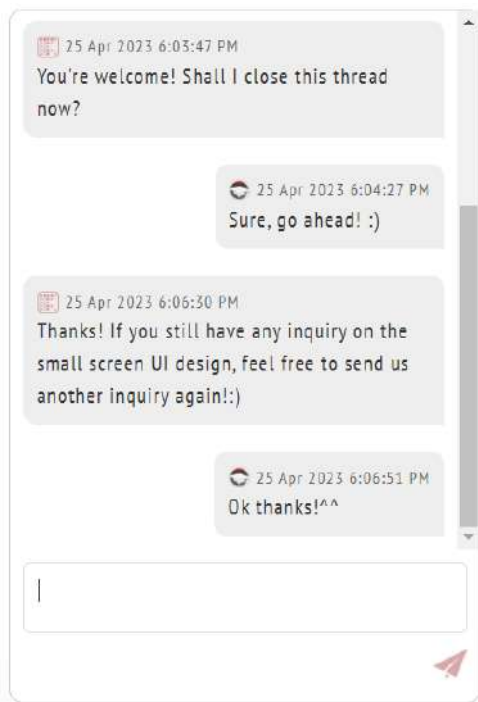 25 Apr 2023 6:03:47 PM
You're welcome! Shall I close this thread
now?
25 Apr 2023 6:04:27 PM
Sure, go ahead! :)
25 Apr 2023 6:06:30 PM
Thanks! If you still have any inquiry on the
small screen UI design, feel free to send us
another inquiry again!:)
25 Apr 2023 6:06:51 PM
Ok thanks!^^